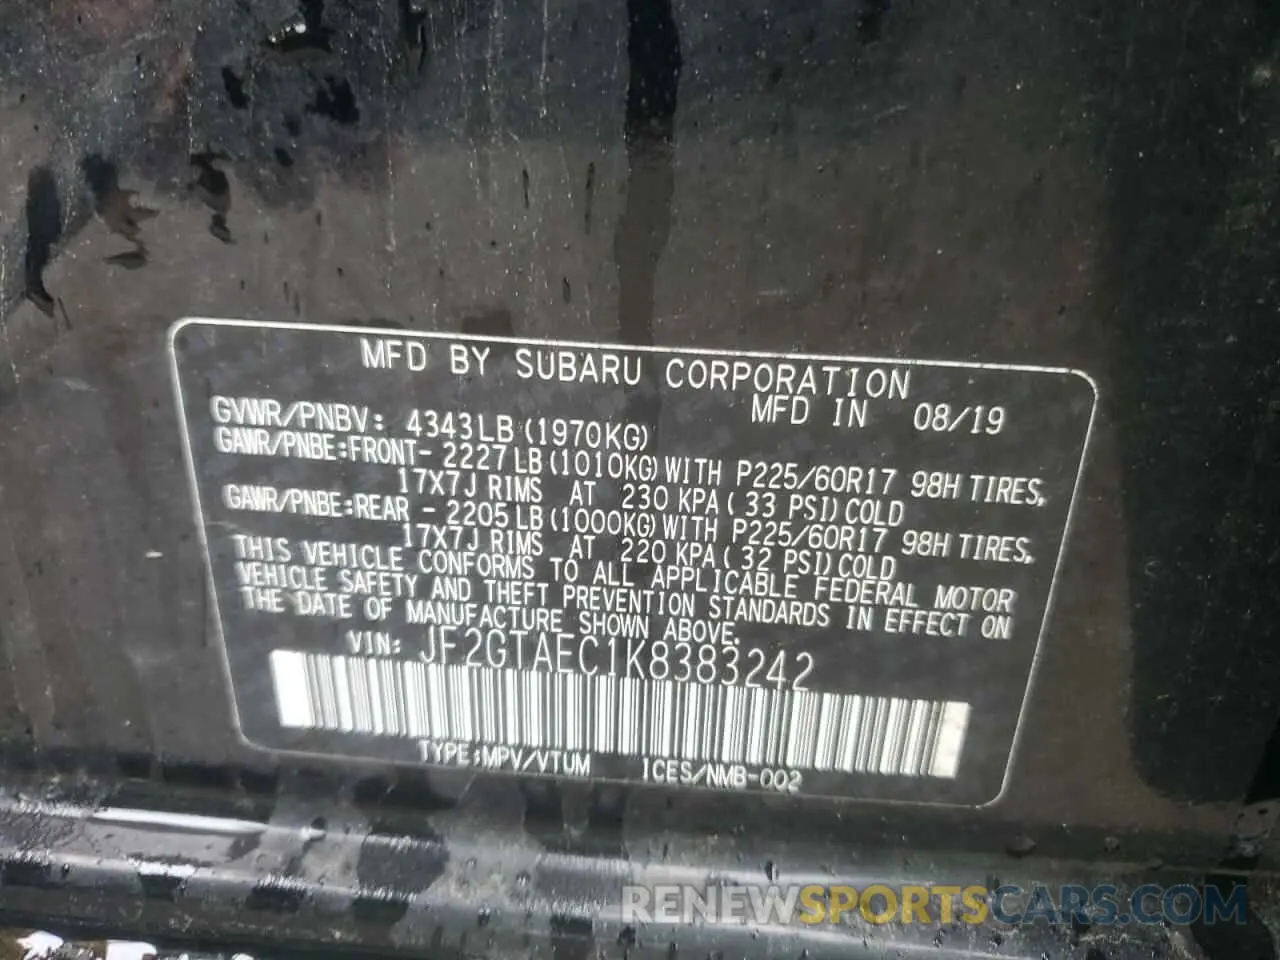 MFD BY SUBARU CORPORATION
MFD IN 08/19
GVWR/PNBV: 4343LB(1970KG)
GAWR/PNBE:FRONT- 2227LB(1010KG)WITH P225/60R17 98H TIRES,
17X7J RIMS AT 230 KPA( 33 PSI)COLD
GAWR/PNBE:REAR - 2205LB(1000KG)WITH P225/60R17 98H TIRES,
17X7J RIMS AT 220 KPA( 32 PSI)COLD
THIS VEHICLE CONFORMS TO ALL APPLICABLE FEDERAL MOTOR
VEHICLE SAFETY AND THEFT PREVENTION STANDARDS IN EFFECT ON
THE DATE OF MANUFACTURE SHOWN ABOVE.
VIN: JF2GTAEC1K8383242
TYPE:MPV/VTUM ICES/NMB-002
RENEWSPORTSCARS.COM